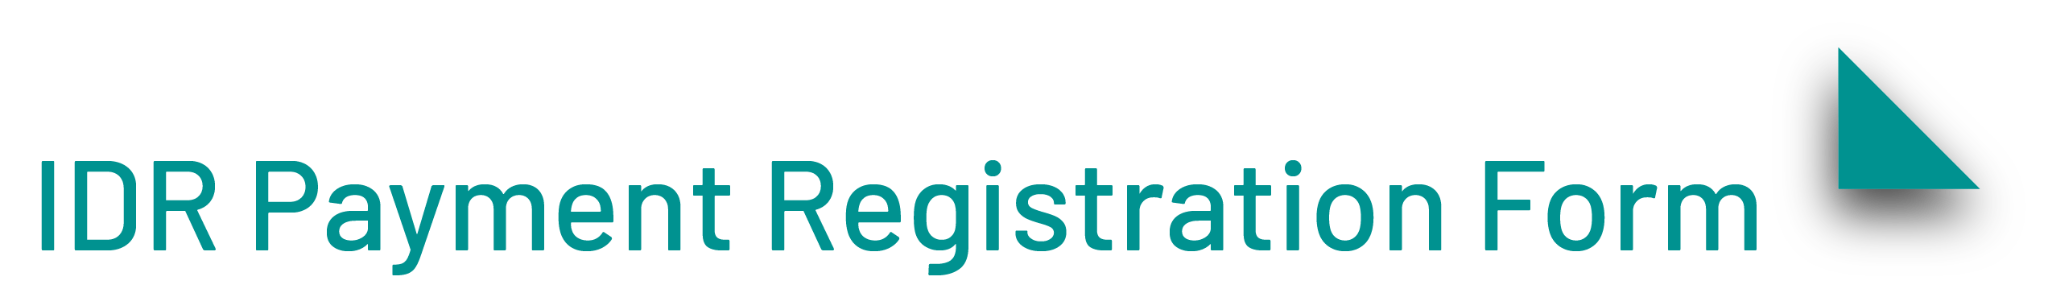 IDR Payment Registration Form